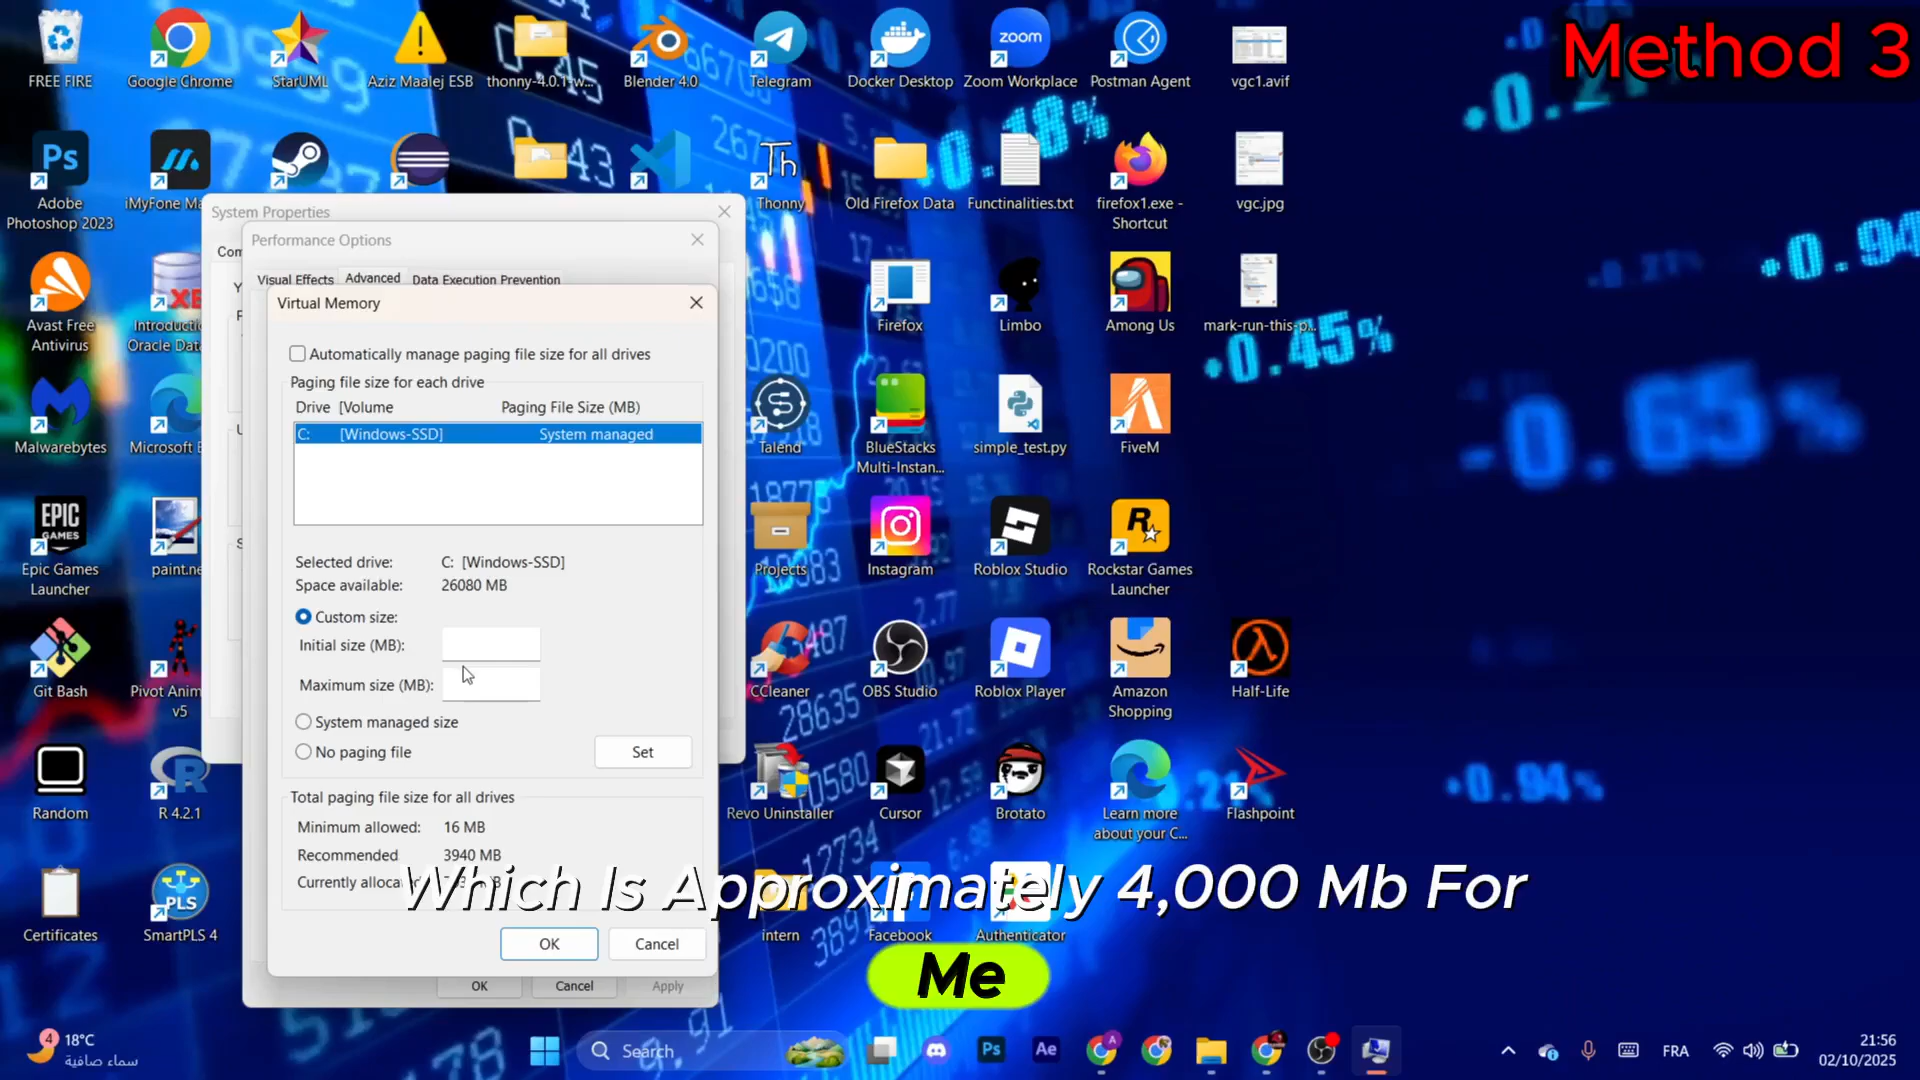 Method 3
FREE FIRE
Google Chrome
StarUML
Aziz Maalej ESB
thonny-4.0.1-w...
Blender 4.0
Telegram
Docker Desktop
Zoom Workplace
Postman Agent
vgc1.avif
Adobe
Photoshop 2023
iMyFone Ma
Thonny
Old Firefox Data
Functinalities.txt
firefox1.exe -
Shortcut
vgc.jpg
System Properties
Performance Options
Visual Effects
Advanced
Data Execution Prevention
Virtual Memory
Automatically manage paging file size for all drives
Paging file size for each drive
Drive [Volume
Paging File Size (MB)
C: [Windows-SSD]
System managed
Selected drive:
C: [Windows-SSD]
Space available:
26080 MB
Custom size:
Initial size (MB):
Maximum size (MB):
System managed size
No paging file
Set
Total paging file size for all drives
Minimum allowed:
16 MB
Recommended
3940 MB
OK
Cancel
OK
Cancel
Apply
Avast Free
Antivirus
Introducti
Oracle Dat
Firefox
Limbo
Among Us
mark-run-this-p...
Malwarebytes
Microsoft E
Talend
BlueStacks
Multi-Instan...
simple_test.py
FiveM
Epic Games
Launcher
paint.ne
Projects
Instagram
Roblox Studio
Rockstar Games
Launcher
Git Bash
Pivot Anim
v5
CCleaner
OBS Studio
Roblox Player
Amazon
Shopping
Half-Life
Random
R 4.2.1
Revo Uninstaller
Cursor
Brotato
Learn more
about your C...
Flashpoint
Certificates
SmartPLS 4
intern
Facebook
Authenticator
Which Is Approximately 4,000 Mb For
Me
18°C
سماء صافية
Search
FRA
21:56
02/10/2025